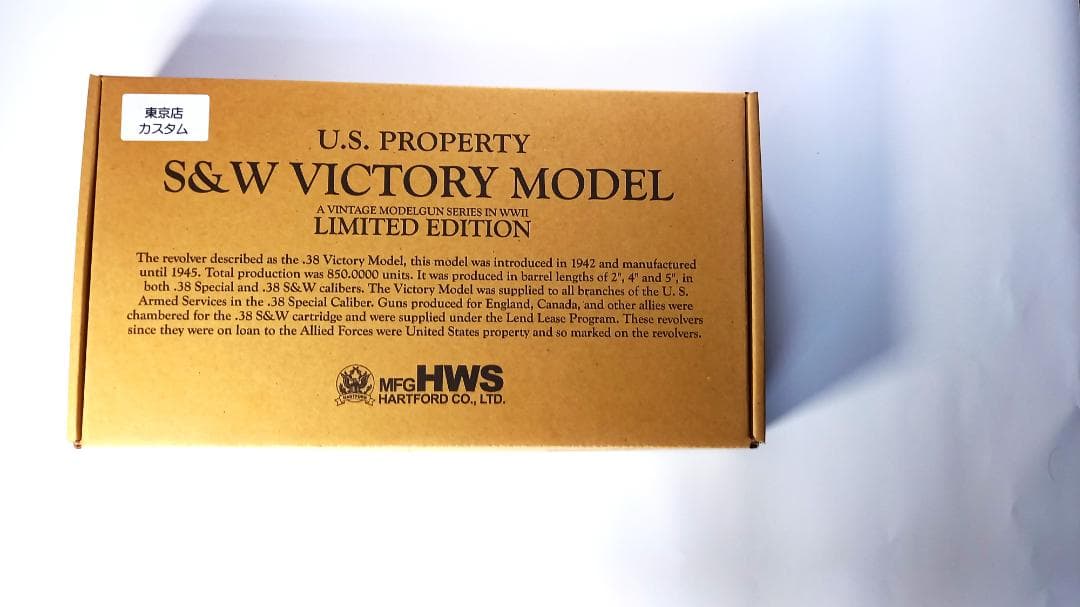 東京店
カスタム
U.S. PROPERTY
S&W VICTORY MODEL
A VINTAGE MODELGUN SERIES IN WWII
LIMITED EDITION
The revolver described as the .38 Victory Model, this model was introduced in 1942 and manufactured
until 1945. Total production was 850.0000 units. It was produced in barrel lengths of 2", 4" and 5", in
both .38 Special and .38 S&W calibers. The Victory Model was supplied to all branches of the U. S.
Armed Services in the .38 Special Caliber. Guns produced for England, Canada, and other allies were
chambered for the .38 S&W cartridge and were supplied under the Lend Lease Program. These revolvers
since they were on loan to the Allied Forces were United States property and so marked on the revolvers.
HARTFORD
MFG HWS
HARTFORD CO., LTD.